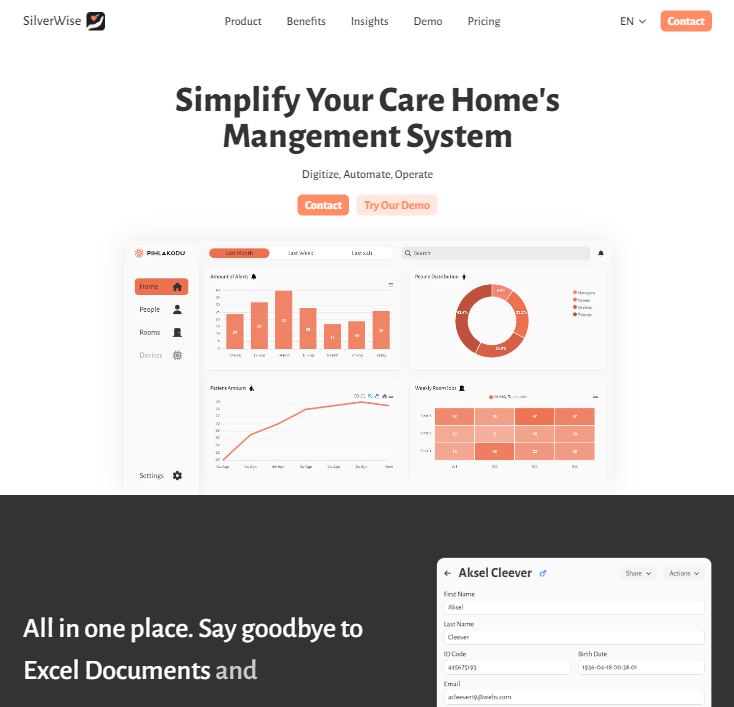 SilverWise
Product Benefits Insights Demo Pricing
EN
Contact
Simplify Your Care Home's
Mangement System
Digitize, Automate, Operate
Contact Try Our Demo
PIHLAKODU
Last Month Last Week Last 24h
Search
Home
People
Rooms
Devices
Settings
Amount of Alerts
People Distribution
Managers
Nurses
Workers
Patients
Patient Amount
Weekly Room Jobs
Weekly Room Jobs
All in one place. Say goodbye to
Excel Documents and
Aksel Cleever
Share Actions
First Name
Aksel
Last Name
Cleever
ID Code Birth Date
445675193 1936-04-18 00:38:01
Email
acleever19@webs.com